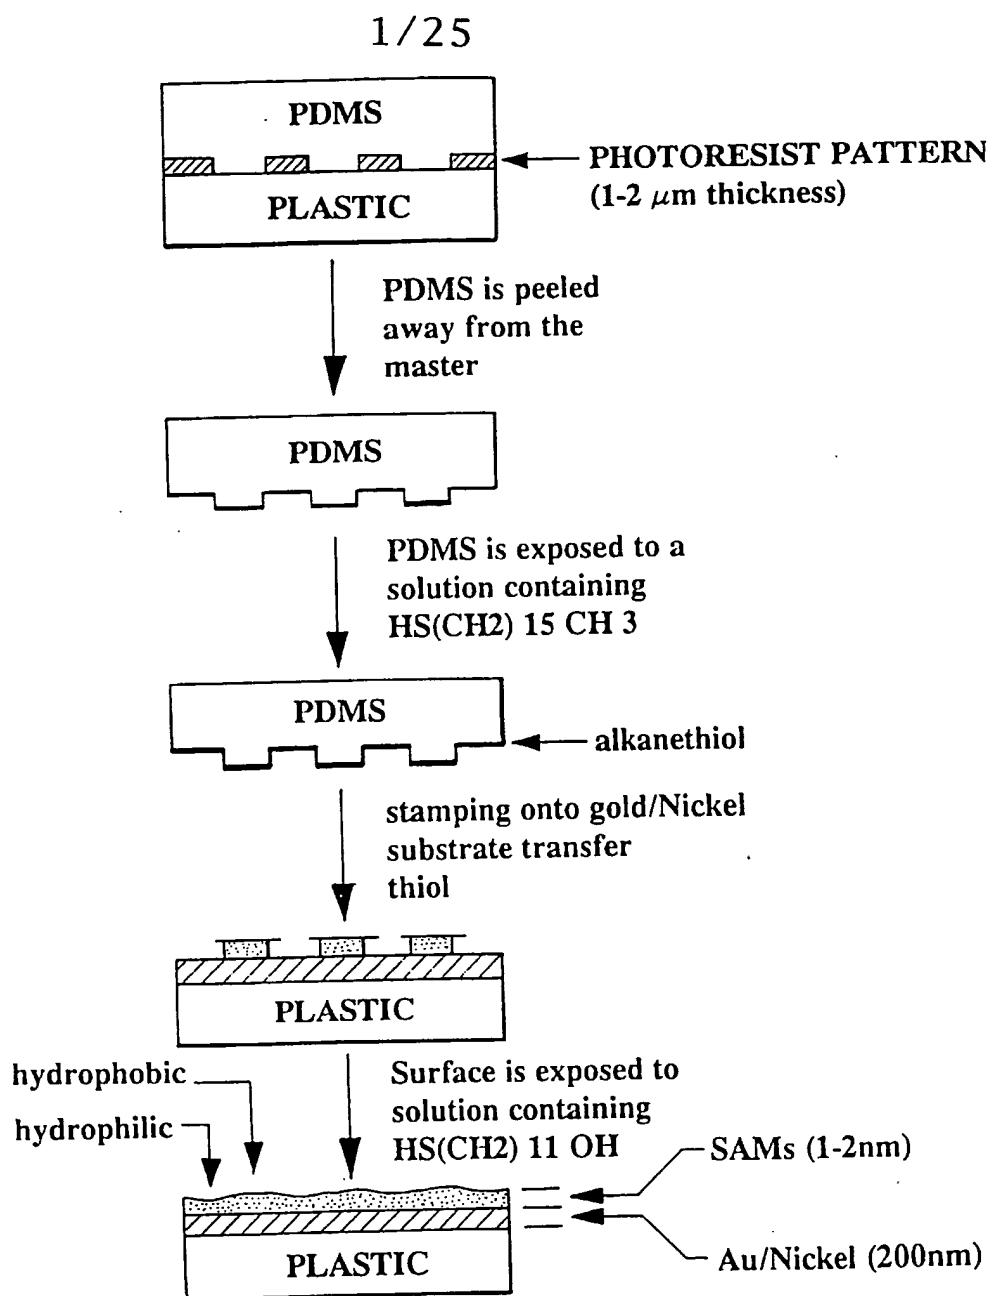 1/25
PDMS
PHOTORESIST PATTERN
(1-2 μm thickness)
PLASTIC
PDMS is peeled
away from the
master
PDMS
PDMS is exposed to a
solution containing
HS(CH2) 15 CH 3
PDMS
alkanethiol
stamping onto gold/Nickel
substrate transfer
thiol
PLASTIC
hydrophobic
hydrophilic
Surface is exposed to
solution containing
HS(CH2) 11 OH
SAMs (1-2nm)
Au/Nickel (200nm)
PLASTIC